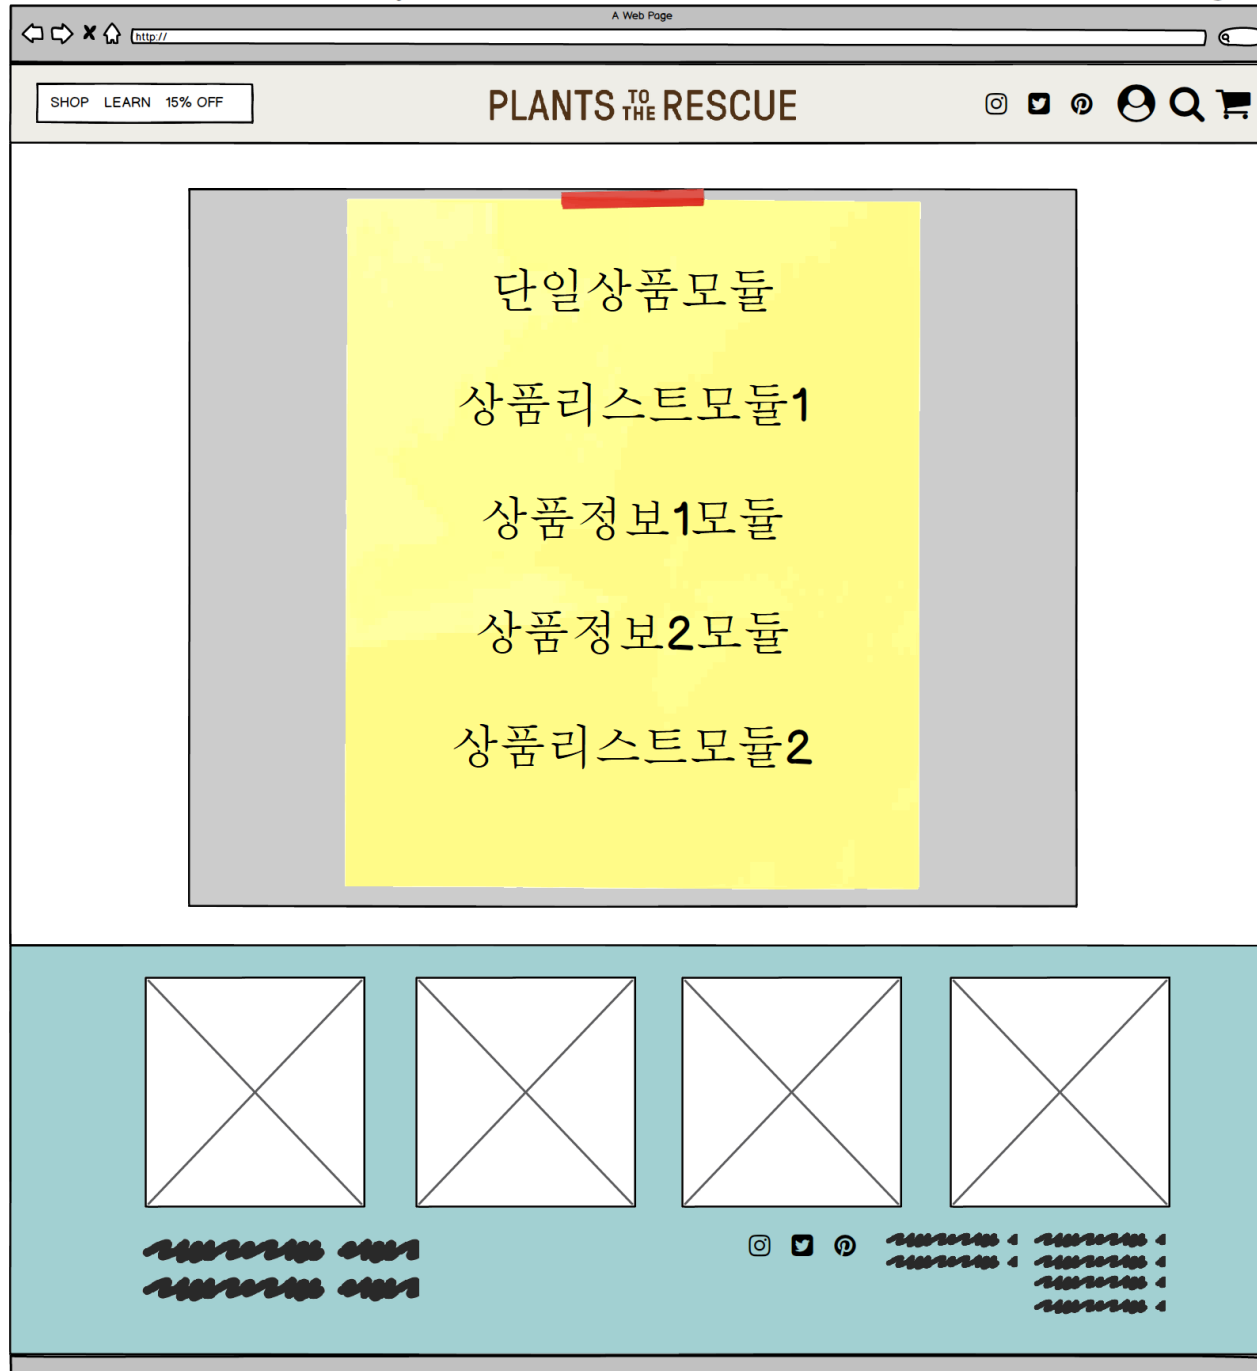 A Web Page
http://
SHOP LEARN 15% OFF
PLANTS TO THE RESCUE
단일상품모듈
상품리스트모듈1
상품정보1모듈
상품정보2모듈
상품리스트모듈2